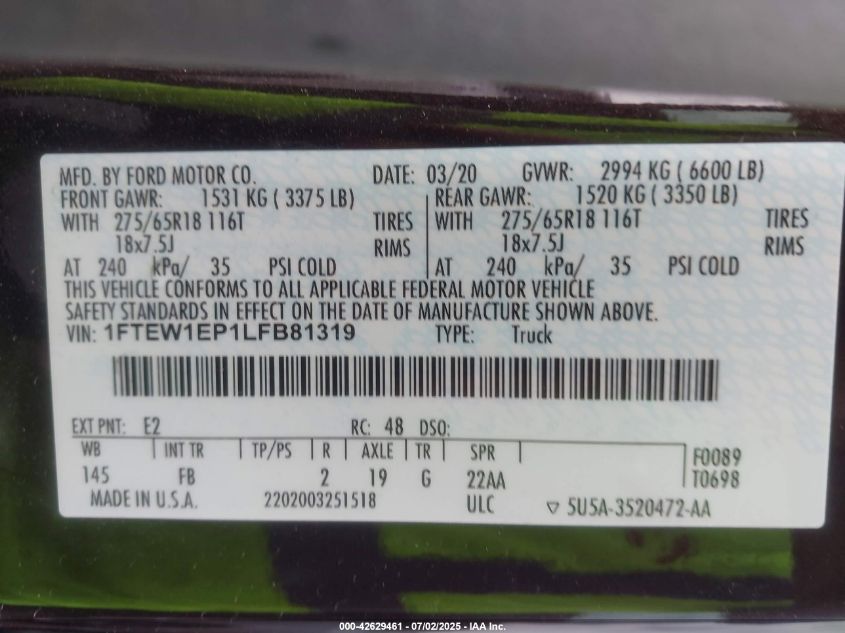 MFD. BY FORD MOTOR CO. DATE: 03/20 GVWR: 2994 KG ( 6600 LB)
FRONT GAWR: 1531 KG ( 3375 LB) REAR GAWR: 1520 KG ( 3350 LB)
WITH 275/65R18 116T TIRES WITH 275/65R18 116T TIRES
18x7.5J RIMS 18x7.5J RIMS
AT 240 kPa/ 35 PSI COLD AT 240 kPa/ 35 PSI COLD
THIS VEHICLE CONFORMS TO ALL APPLICABLE FEDERAL MOTOR VEHICLE
SAFETY STANDARDS IN EFFECT ON THE DATE OF MANUFACTURE SHOWN ABOVE.
VIN: 1FTEW1EP1LFB81319 TYPE: Truck
EXT PNT: E2 RC: 48 DSO:
WB INT TR TP/PS R AXLE TR SPR F0089
145 FB 2 19 G 22AA T0698
MADE IN U.S.A. 2202003251518 ULC ▽ 5U5A-3520472-AA
000-42629461 - 07/02/2025 - IAA Inc.